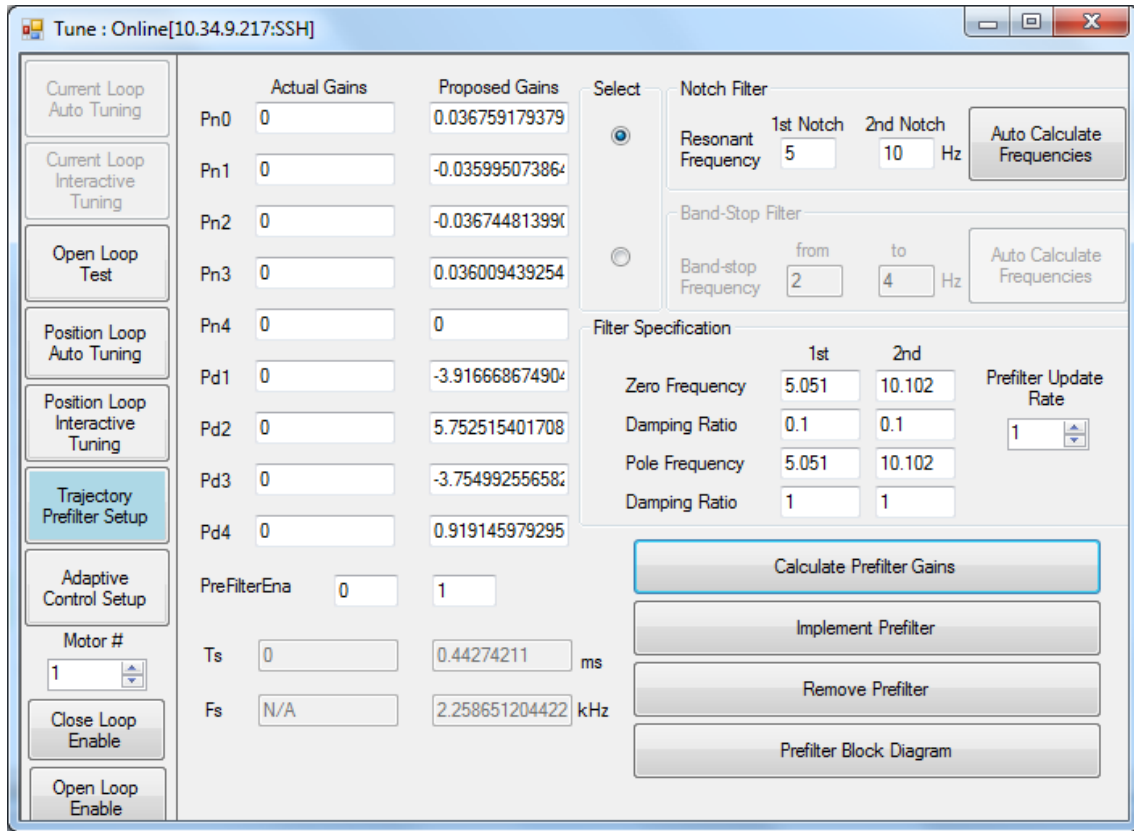 Tune : Online[10.34.9.217:SSH]
Current Loop
Auto Tuning
Current Loop
Interactive
Tuning
Open Loop
Test
Position Loop
Auto Tuning
Position Loop
Interactive
Tuning
Trajectory
Prefilter Setup
Adaptive
Control Setup
Motor #
1
Close Loop
Enable
Open Loop
Enable
Actual Gains Proposed Gains
Pn0 0 0.036759179379
Pn1 0 -0.035995073864
Pn2 0 -0.036744813990
Pn3 0 0.036009439254
Pn4 0 0
Pd1 0 -3.916668674904
Pd2 0 5.752515401708
Pd3 0 -3.754992556582
Pd4 0 0.919145979295
PreFilterEna 0 1
Ts 0 0.44274211 ms
Fs N/A 2.258651204422 kHz
Select
Notch Filter
1st Notch 2nd Notch
Resonant
Frequency 5 10 Hz
Auto Calculate
Frequencies
Band-Stop Filter
from to
Band-stop
Frequency 2 4 Hz
Auto Calculate
Frequencies
Filter Specification
1st 2nd
Zero Frequency 5.051 10.102
Damping Ratio 0.1 0.1
Pole Frequency 5.051 10.102
Damping Ratio 1 1
Prefilter Update
Rate
1
Calculate Prefilter Gains
Implement Prefilter
Remove Prefilter
Prefilter Block Diagram